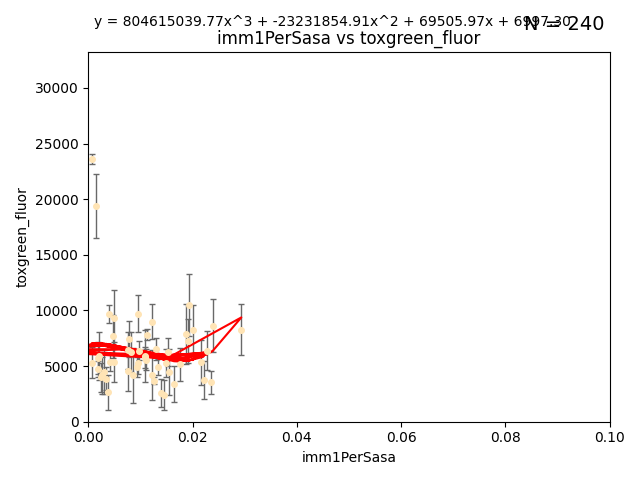 y = 804615039.77x^3 + -23231854.91x^2 + 69505.97x + 6997.30
N = 240
imm1PerSasa vs toxgreen_fluor
30000
25000
20000
15000
10000
5000
0
toxgreen_fluor
0.00 0.02 0.04 0.06 0.08 0.10
imm1PerSasa